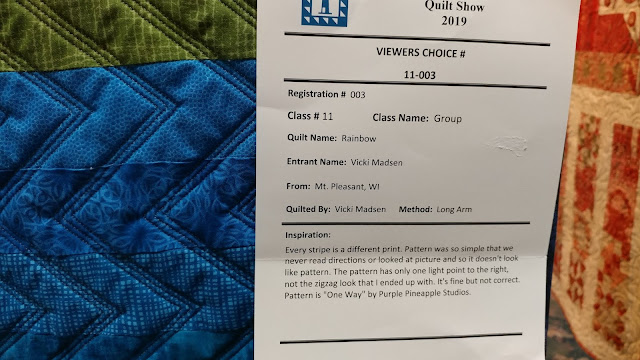 Quilt Show
2019
VIEWERS CHOICE #
11-003
Registration # 003
Class # 11 Class Name: Group
Quilt Name: Rainbow
Entrant Name: Vicki Madsen
From: Mt. Pleasant, WI
Quilted By: Vicki Madsen Method: Long Arm
Inspiration:
Every stripe is a different print. Pattern was so simple that we
never read directions or looked at picture and so it doesn't look
like pattern. The pattern has only one light point to the right,
not the zigzag look that I ended up with. It's fine but not correct.
Pattern is "One Way" by Purple Pineapple Studios.